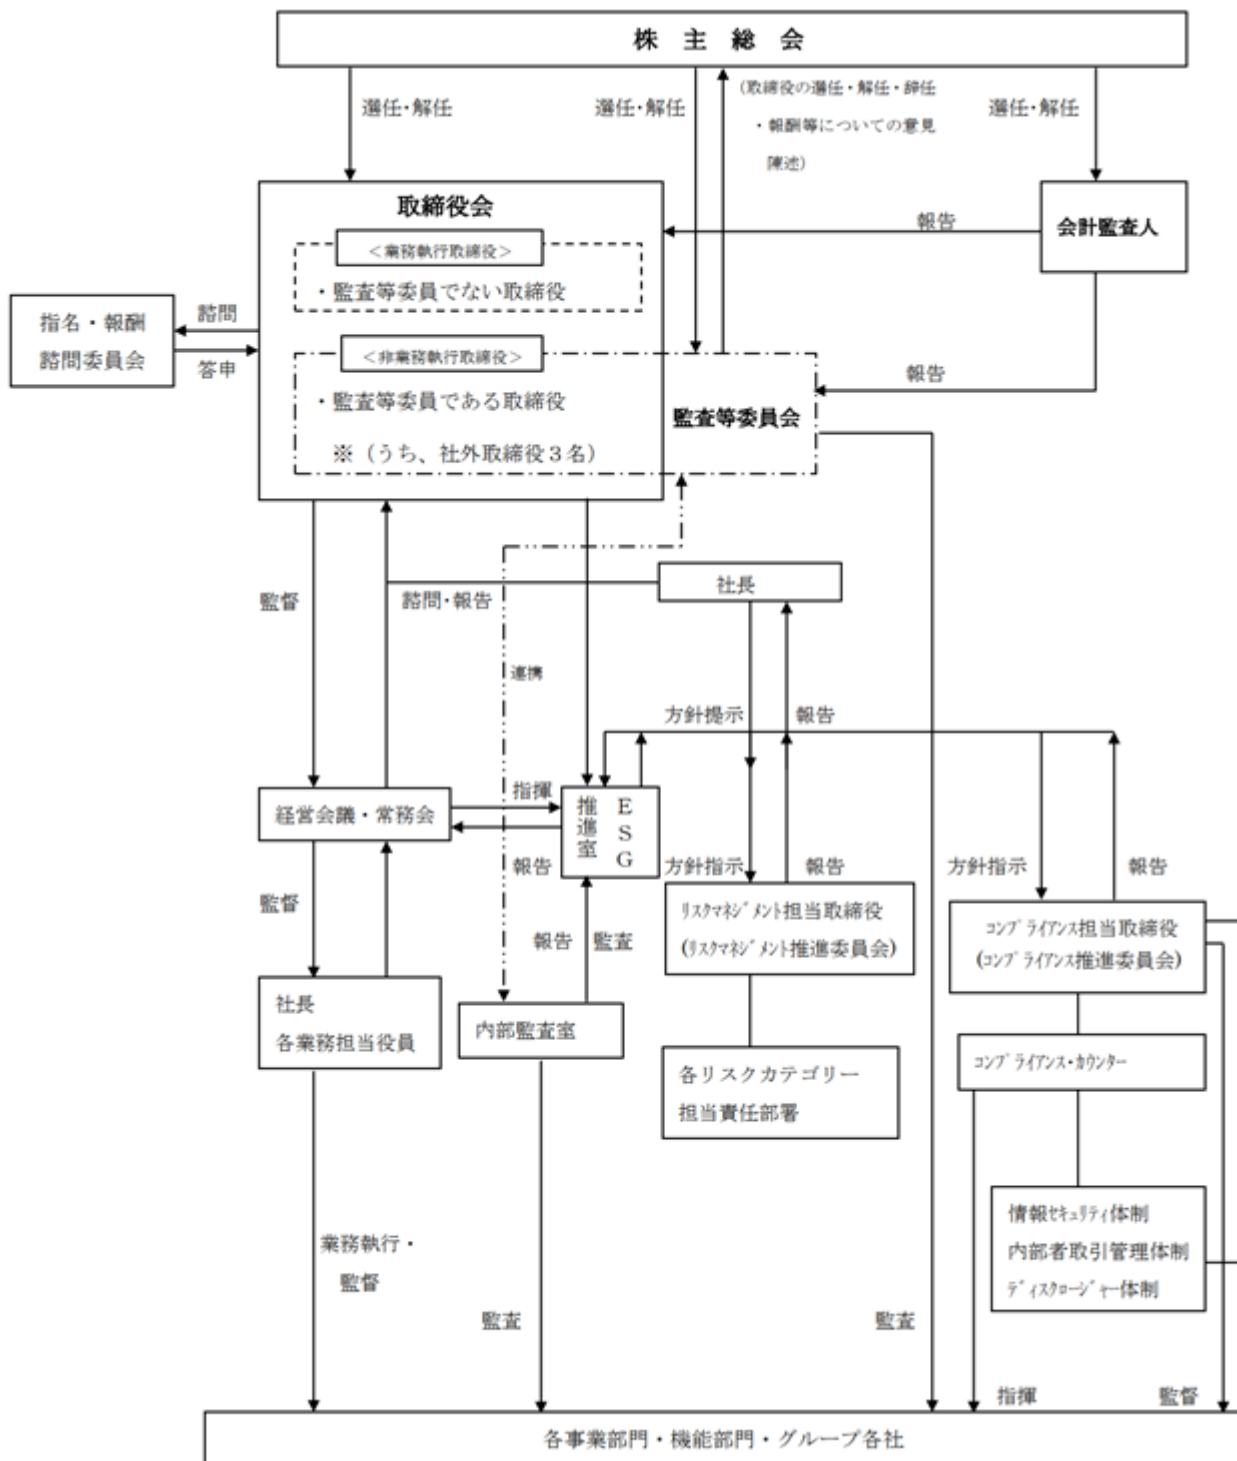 株主総会
選任・解任
選任・解任
(取締役の選任・解任・辞任
・報酬等についての意見
陳述)
選任・解任
取締役会
<業務執行取締役>
・監査等委員でない取締役
<非業務執行取締役>
・監査等委員である取締役
※(うち、社外取締役3名)
監査等委員会
会計監査人
報告
報告
指名・報酬
諮問委員会
諮問
答申
監督
諮問・報告
社長
連携
方針提示
報告
経営会議・常務会
指揮
報告
ESG
推進室
監督
報告
監査
方針指示
報告
方針指示
報告
リスクマネジメント担当取締役
(リスクマネジメント推進委員会)
コンプライアンス担当取締役
(コンプライアンス推進委員会)
社長
各業務担当役員
内部監査室
各リスクカテゴリー
担当責任部署
コンプライアンス・カウンター
情報セキュリティ体制
内部者取引管理体制
ディスクロージャー体制
業務執行・
監督
監査
監査
指揮
監督
各事業部門・機能部門・グループ各社